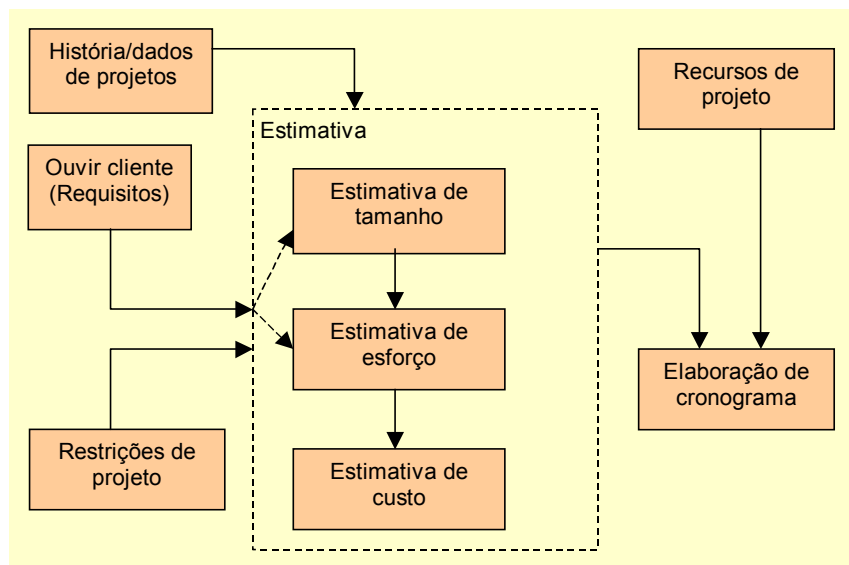 História/dados
de projetos
Recursos de
projeto
Estimativa
Ouvir cliente
(Requisitos)
Estimativa de
tamanho
Estimativa de
esforço
Elaboração de
cronograma
Restrições de
projeto
Estimativa de
custo